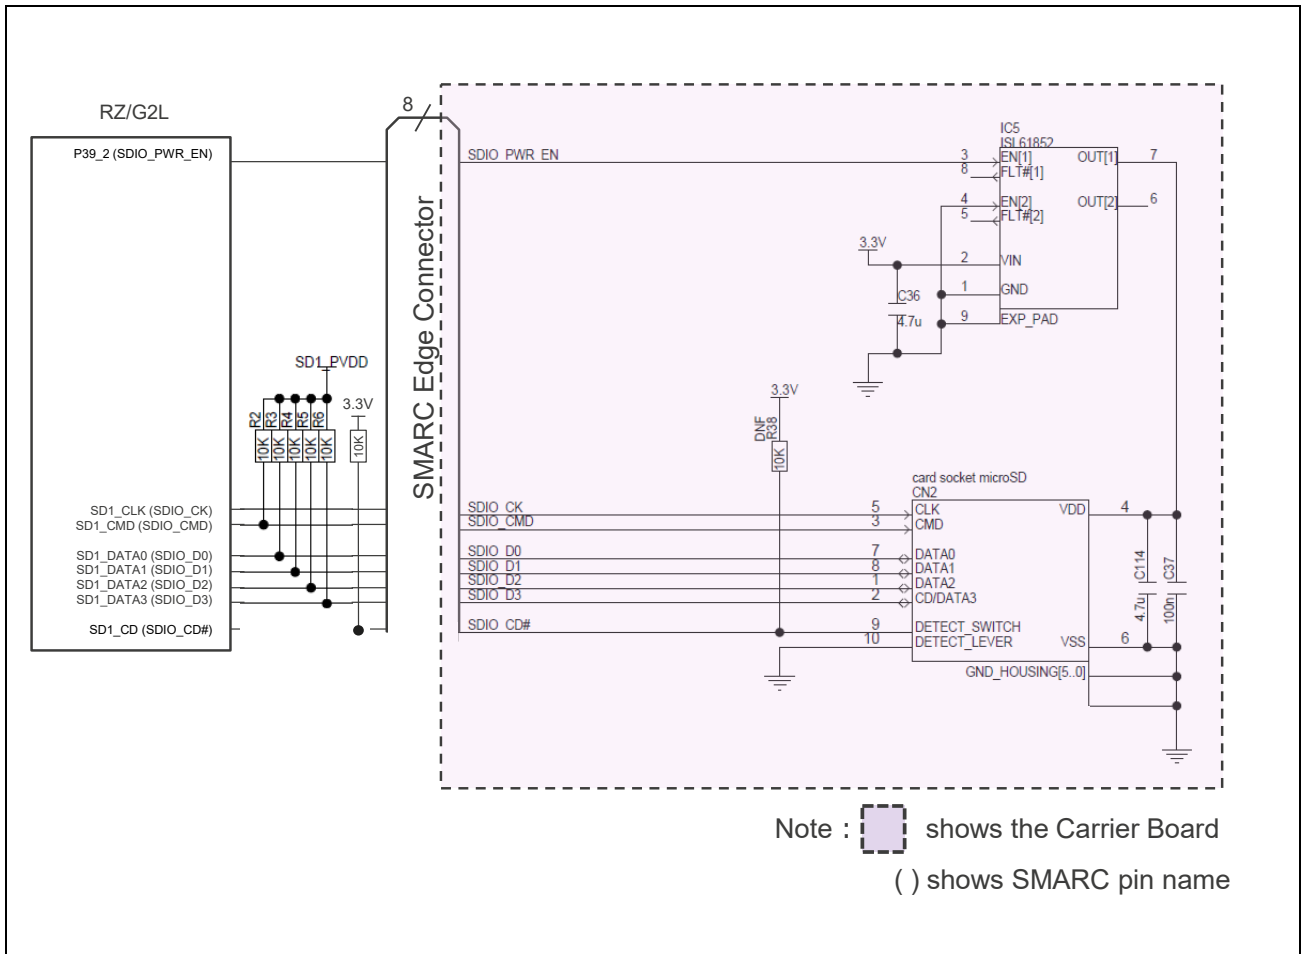 RZ/G2L
P39_2 (SDIO_PWR_EN)
SD1_PVDD
3.3V
R2
R3
R4
R5
R6
10K
10K
10K
10K
10K
10K
SD1_CLK (SDIO_CK)
SD1_CMD (SDIO_CMD)
SD1_DATA0 (SDIO_D0)
SD1_DATA1 (SDIO_D1)
SD1_DATA2 (SDIO_D2)
SD1_DATA3 (SDIO_D3)
SD1_CD (SDIO_CD#)
8
SMARC Edge Connector
SDIO_PWR_EN
IC5
ISL61852
3
EN[1]
OUT[1]
7
8
FLT#[1]
4
EN[2]
OUT[2]
6
5
FLT#[2]
3.3V
2
VIN
1
GND
C36
4.7u
9
EXP_PAD
3.3V
DNF
R38
10K
card socket microSD
CN2
SDIO_CK
5
CLK
VDD
4
SDIO_CMD
3
CMD
SDIO_D0
7
DATA0
SDIO_D1
8
DATA1
SDIO_D2
1
DATA2
SDIO_D3
2
CD/DATA3
C114
4.7u
C37
100n
SDIO_CD#
9
DETECT_SWITCH
10
DETECT_LEVER
VSS
6
GND_HOUSING[5..0]
Note : shows the Carrier Board
( ) shows SMARC pin name